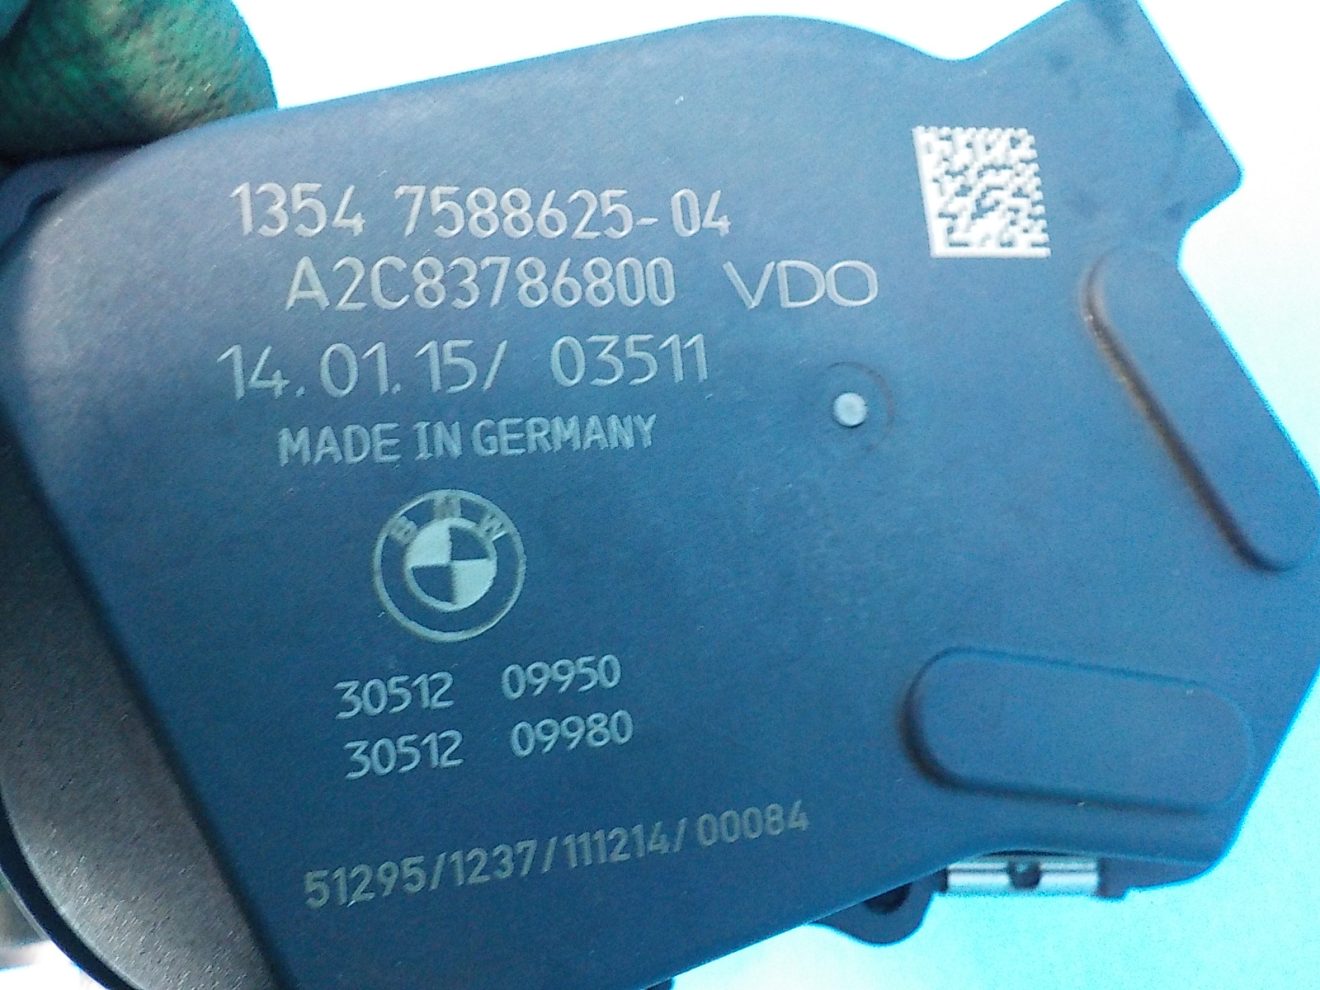 1354 7588625-04
A2C83786800 VDO
14.01.15/ 03511
MADE IN GERMANY
BMW
30512 09950
30512 09980
51295/1237/111214/00084